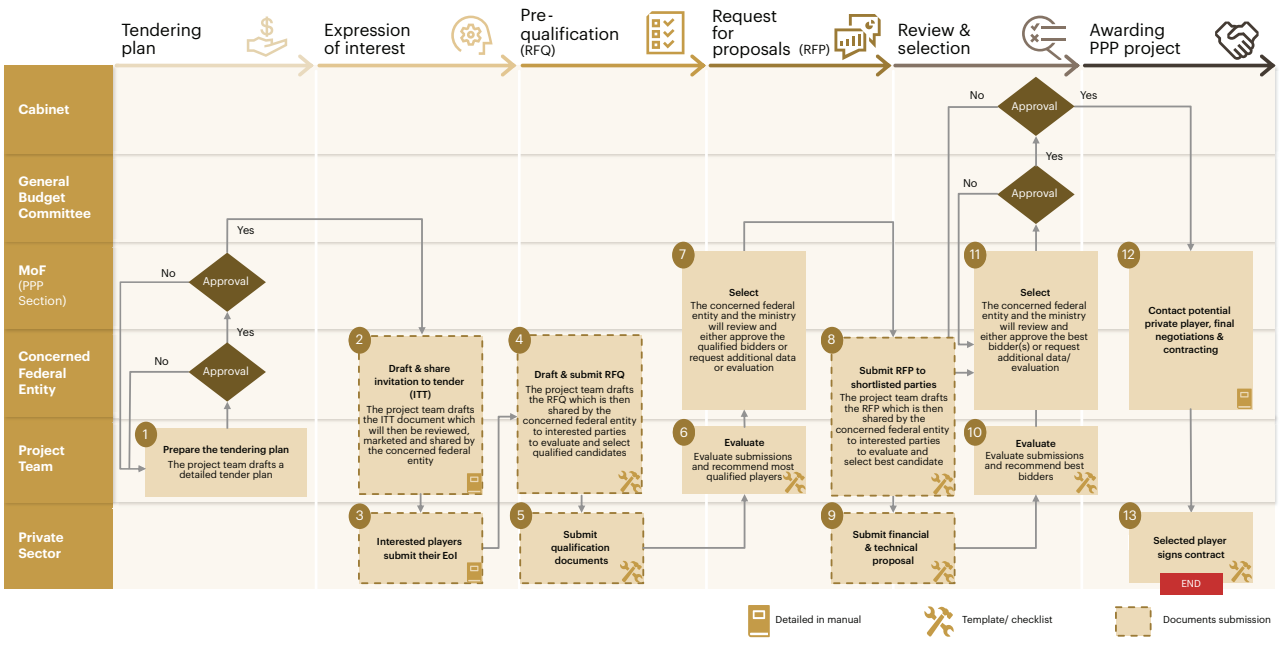 Tendering
plan
Expression
of interest
Pre-
qualification
(RFQ)
Request
for
proposals (RFP)
Review &
selection
Awarding
PPP project
Cabinet
General
Budget
Committee
MoF
(PPP
Section)
Concerned
Federal
Entity
Project
Team
Private
Sector
No
Approval
Yes
Yes
No
Approval
Yes
No
Approval
Yes
No
Approval
1
Prepare the tendering plan
The project team drafts a
detailed tender plan
2
Draft & share
invitation to tender
(ITT)
The project team drafts
the ITT document which
will then be reviewed,
marketed and shared by
the concerned federal
entity
3
Interested players
submit their EoI
4
Draft & submit RFQ
The project team drafts
the RFQ which is then
shared by the
concerned federal entity
to interested parties
to evaluate and select
qualified candidates
5
Submit
qualification
documents
6
Evaluate
Evaluate submissions
and recommend most
qualified players
7
Select
The concerned federal
entity and the ministry
will review and
either approve the
qualified bidders or
request additional data
or evaluation
8
Submit RFP to
shortlisted parties
The project team drafts
the RFP which is then
shared by the
concerned federal entity
to interested parties
to evaluate and
select best candidate
9
Submit financial
& technical
proposal
10
Evaluate
Evaluate submissions
and recommend best
bidders
11
Select
The concerned federal
entity and the ministry
will review and
either approve the best
bidder(s) or request
additional data/
evaluation
12
Contact potential
private player, final
negotiations &
contracting
13
Selected player
signs contract
END
Detailed in manual
Template/ checklist
Documents submission